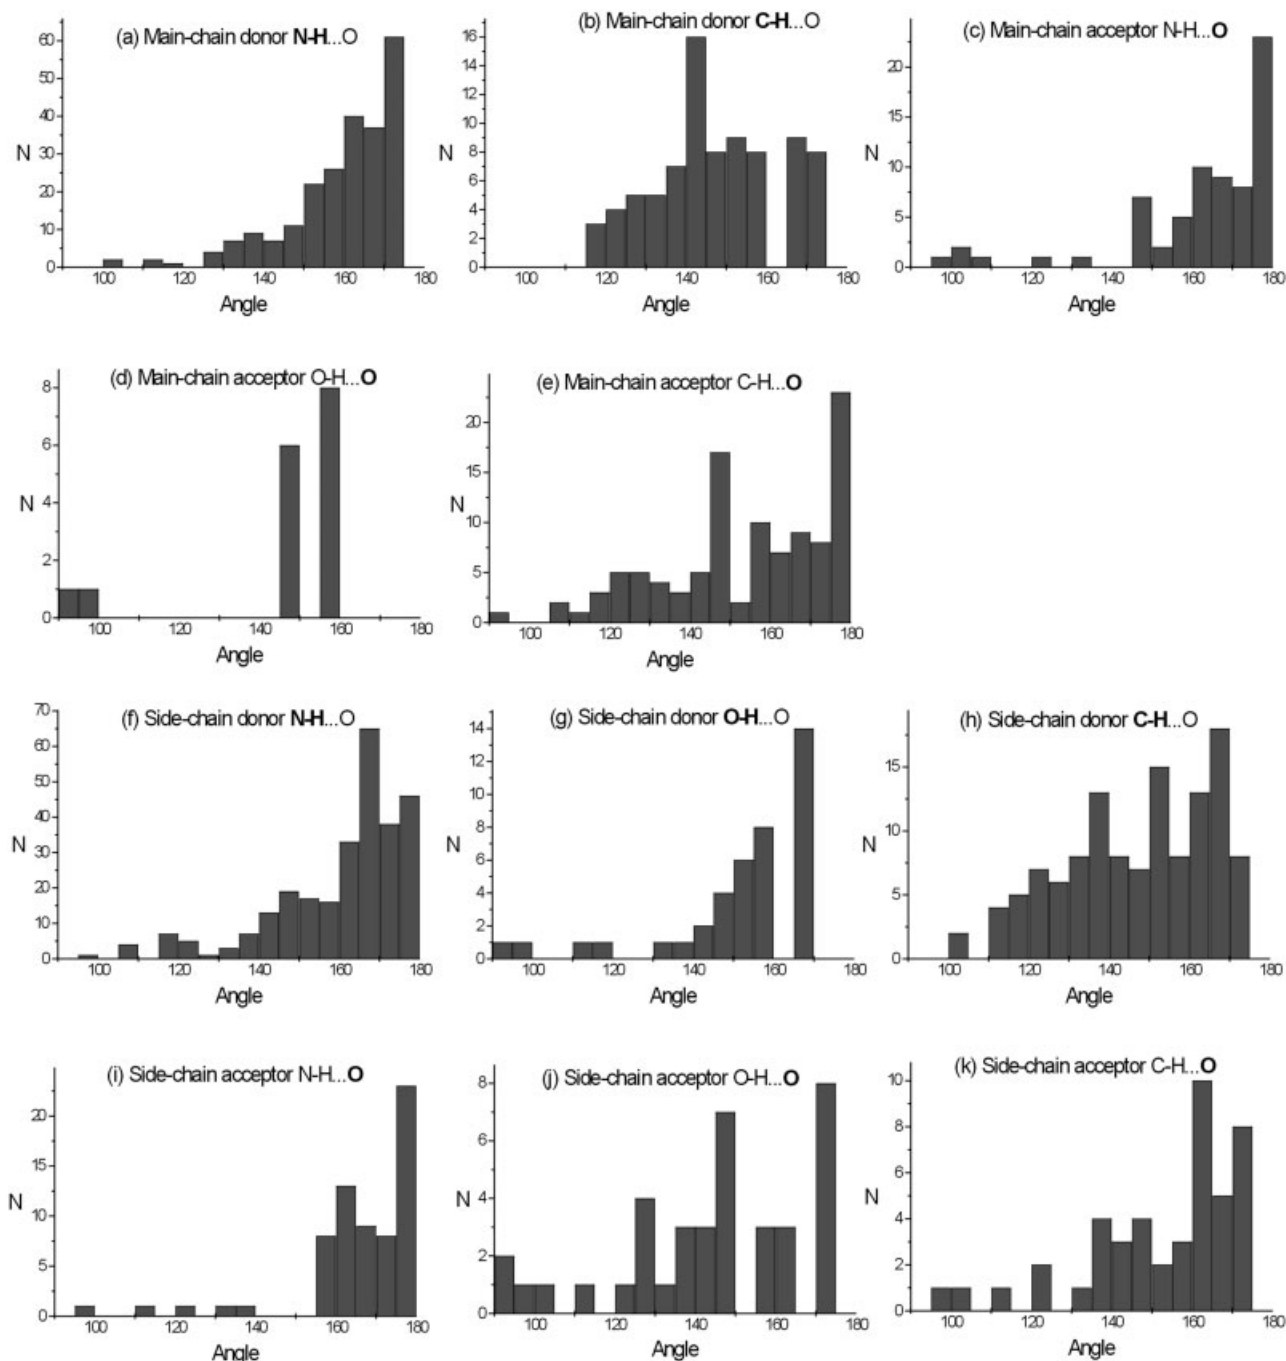 (a) Main-chain donor N-H...O
60
50
40
30
20
10
0
N
100 120 140 160 180
Angle
(b) Main-chain donor C-H...O
16
14
12
10
8
6
4
2
0
N
100 120 140 160 180
Angle
(c) Main-chain acceptor N-H...O
20
15
10
5
0
N
100 120 140 160 180
Angle
(d) Main-chain acceptor O-H...O
8
6
4
2
0
N
100 120 140 160 180
Angle
(e) Main-chain acceptor C-H...O
20
15
10
5
0
N
100 120 140 160 180
Angle
(f) Side-chain donor N-H...O
70
60
50
40
30
20
10
0
N
100 120 140 160 180
Angle
(g) Side-chain donor O-H...O
14
12
10
8
6
4
2
0
N
100 120 140 160 180
Angle
(h) Side-chain donor C-H...O
15
10
5
0
N
100 120 140 160 180
Angle
(i) Side-chain acceptor N-H...O
20
15
10
5
0
N
100 120 140 160 180
Angle
(j) Side-chain acceptor O-H...O
8
6
4
2
0
N
100 120 140 160 180
Angle
(k) Side-chain acceptor C-H...O
10
8
6
4
2
0
N
100 120 140 160 180
Angle